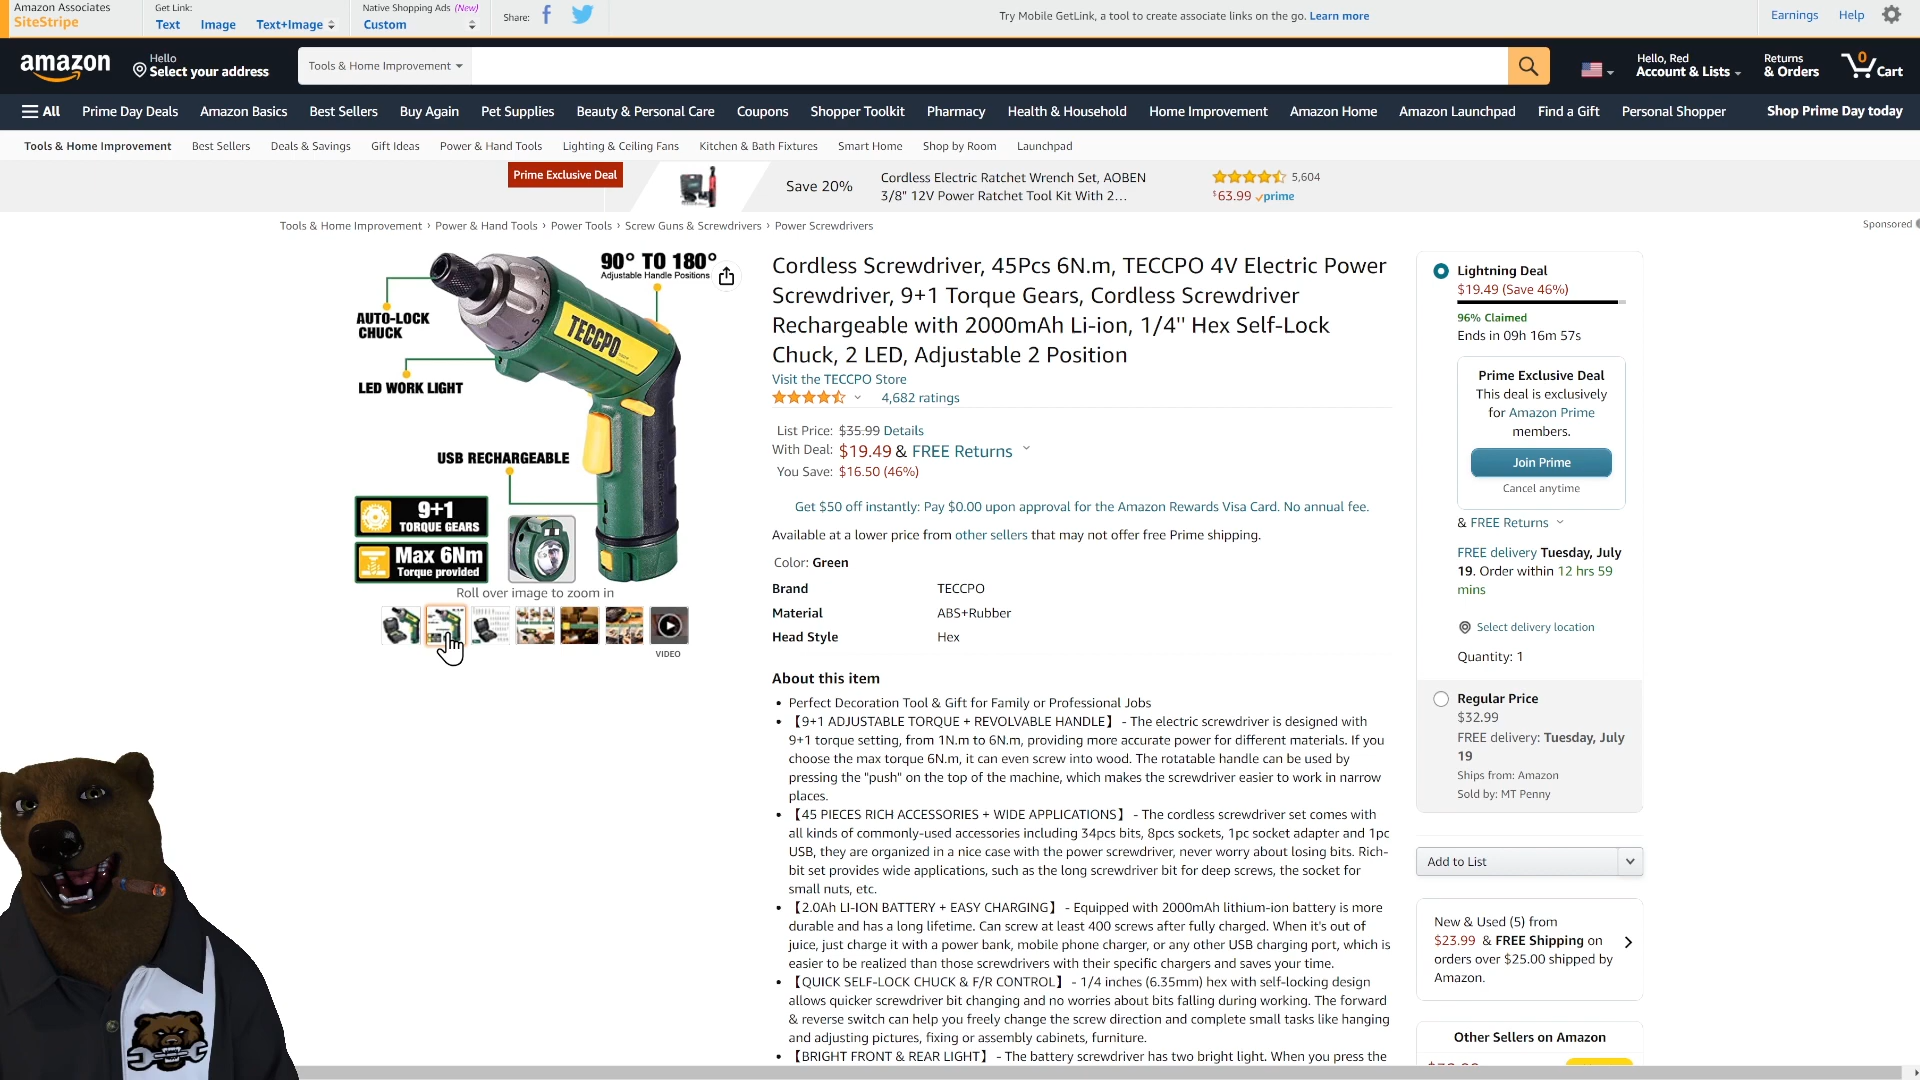 Amazon Associates
SiteStripe
Get Link:
Text Image Text+Image
Native Shopping Ads (New)
Custom
Share:
Try Mobile GetLink, a tool to create associate links on the go. Learn more
Earnings Help
amazon
Hello
Select your address
Tools & Home Improvement
Hello, Red
Account & Lists
Returns
& Orders
0
Cart
All Prime Day Deals Amazon Basics Best Sellers Buy Again Pet Supplies Beauty & Personal Care Coupons Shopper Toolkit Pharmacy Health & Household Home Improvement Amazon Home Amazon Launchpad Find a Gift Personal Shopper Shop Prime Day today
Tools & Home Improvement Best Sellers Deals & Savings Gift Ideas Power & Hand Tools Lighting & Ceiling Fans Kitchen & Bath Fixtures Smart Home Shop by Room Launchpad
Prime Exclusive Deal
Save 20%
Cordless Electric Ratchet Wrench Set, AOBEN
3/8" 12V Power Ratchet Tool Kit With 2...
5,604
$63.99 prime
Tools & Home Improvement › Power & Hand Tools › Power Tools › Screw Guns & Screwdrivers › Power Screwdrivers
Sponsored
90° TO 180°
Adjustable Handle Positions
AUTO-LOCK
CHUCK
TECCPO
LED WORK LIGHT
USB RECHARGEABLE
9+1
TORQUE GEARS
Max 6Nm
Torque provided
Roll over image to zoom in
VIDEO
Cordless Screwdriver, 45Pcs 6N.m, TECCPO 4V Electric Power
Screwdriver, 9+1 Torque Gears, Cordless Screwdriver
Rechargeable with 2000mAh Li-ion, 1/4'' Hex Self-Lock
Chuck, 2 LED, Adjustable 2 Position
Visit the TECCPO Store
4,682 ratings
List Price: $35.99 Details
With Deal: $19.49 & FREE Returns
You Save: $16.50 (46%)
Get $50 off instantly: Pay $0.00 upon approval for the Amazon Rewards Visa Card. No annual fee.
Available at a lower price from other sellers that may not offer free Prime shipping.
Color: Green
Brand TECCPO
Material ABS+Rubber
Head Style Hex
About this item
• Perfect Decoration Tool & Gift for Family or Professional Jobs
• 【9+1 ADJUSTABLE TORQUE + REVOLVABLE HANDLE】 - The electric screwdriver is designed with
9+1 torque setting, from 1N.m to 6N.m, providing more accurate power for different materials. If you
choose the max torque 6N.m, it can even screw into wood. The rotatable handle can be used by
pressing the "push" on the top of the machine, which makes the screwdriver easier to work in narrow
places.
• 【45 PIECES RICH ACCESSORIES + WIDE APPLICATIONS】 - The cordless screwdriver set comes with
all kinds of commonly-used accessories including 34pcs bits, 8pcs sockets, 1pc socket adapter and 1pc
USB, they are organized in a nice case with the power screwdriver, never worry about losing bits. Rich-
bit set provides wide applications, such as the long screwdriver bit for deep screws, the socket for
small nuts, etc.
• 【2.0Ah LI-ION BATTERY + EASY CHARGING】 - Equipped with 2000mAh lithium-ion battery is more
durable and has a long lifetime. Can screw at least 400 screws after fully charged. When it's out of
juice, just charge it with a power bank, mobile phone charger, or any other USB charging port, which is
easier to be realized than those screwdrivers with their specific chargers and saves your time.
• 【QUICK SELF-LOCK CHUCK & F/R CONTROL】 - 1/4 inches (6.35mm) hex with self-locking design
allows quicker screwdriver bit changing and no worries about bits falling during working. The forward
& reverse switch can help you freely change the screw direction and complete small tasks like hanging
and adjusting pictures, fixing or assembly cabinets, furniture.
• 【BRIGHT FRONT & REAR LIGHT】 - The battery screwdriver has two bright light. When you press the
Lightning Deal
$19.49 (Save 46%)
96% Claimed
Ends in 09h 16m 57s
Prime Exclusive Deal
This deal is exclusively
for Amazon Prime
members.
Join Prime
Cancel anytime
& FREE Returns
FREE delivery Tuesday, July
19. Order within 12 hrs 59
mins
Select delivery location
Quantity: 1
Regular Price
$32.99
FREE delivery: Tuesday, July
19
Ships from: Amazon
Sold by: MT Penny
Add to List
New & Used (5) from
$23.99 & FREE Shipping on
orders over $25.00 shipped by
Amazon.
Other Sellers on Amazon